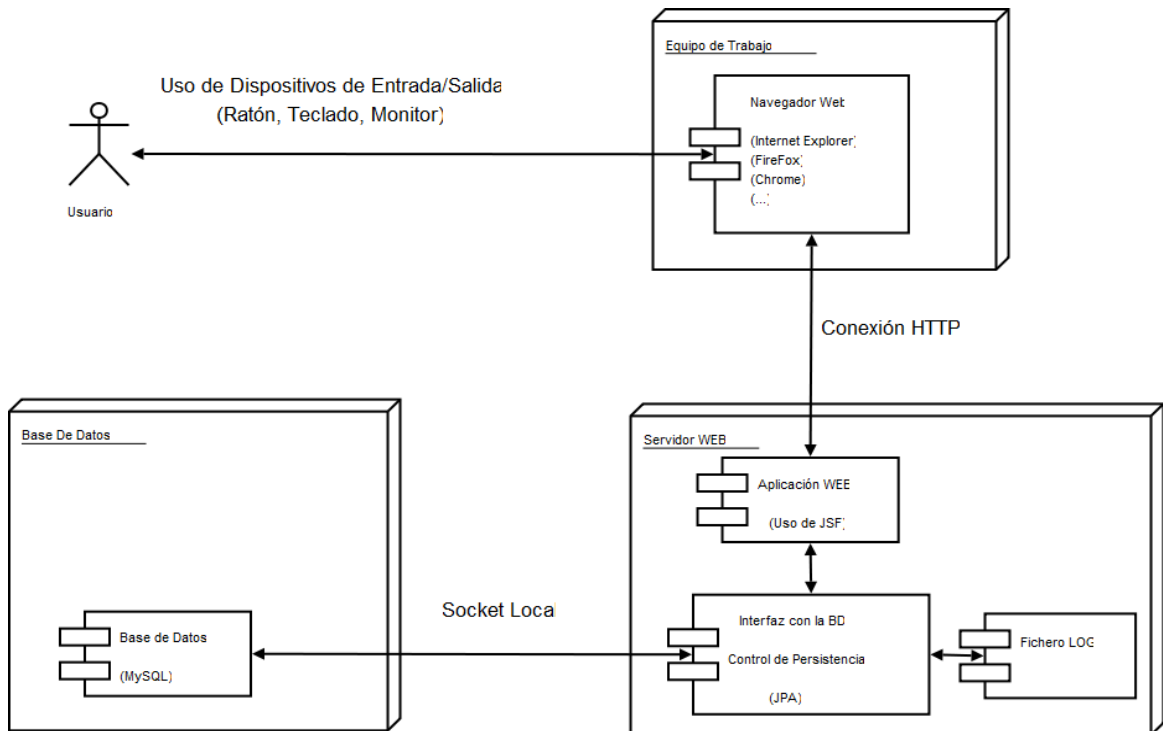 Equipo de Trabajo
Uso de Dispositivos de Entrada/Salida
(Ratón, Teclado, Monitor)
Navegador Web
(Internet Explorer)
(FireFox)
(Chrome)
(...)
Usuario
Conexión HTTP
Base De Datos
Servidor WEB
Aplicación WEB
(Uso de JSF)
Socket Local
Base de Datos
(MySQL)
Interfaz con la BD
Control de Persistencia
(JPA)
Fichero LOG